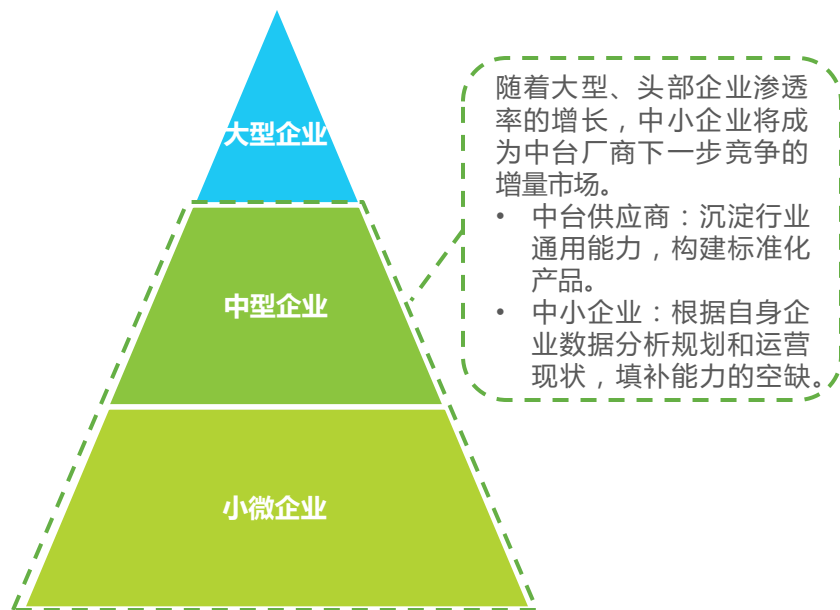 大型企业
中型企业
小微企业
随着大型、头部企业渗透
率的增长，中小企业将成
为中台厂商下一步竞争的
增量市场。
• 中台供应商：沉淀行业
通用能力，构建标准化
产品。
• 中小企业：根据自身企
业数据分析规划和运营
现状，填补能力的空缺。